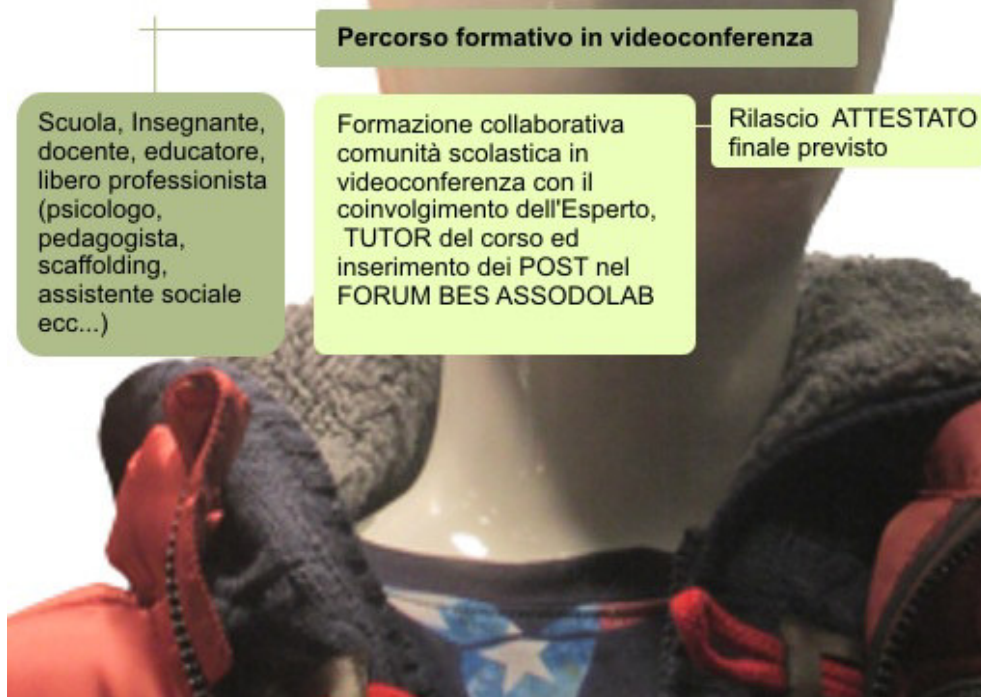 Percorso formativo in videoconferenza
Scuola, Insegnante,
docente, educatore,
libero professionista
(psicologo,
pedagogista,
scaffolding,
assistente sociale
ecc...)
Formazione collaborativa
comunità scolastica in
videoconferenza con il
coinvolgimento dell'Esperto,
TUTOR del corso ed
inserimento dei POST nel
FORUM BES ASSODOLAB
Rilascio ATTESTATO
finale previsto